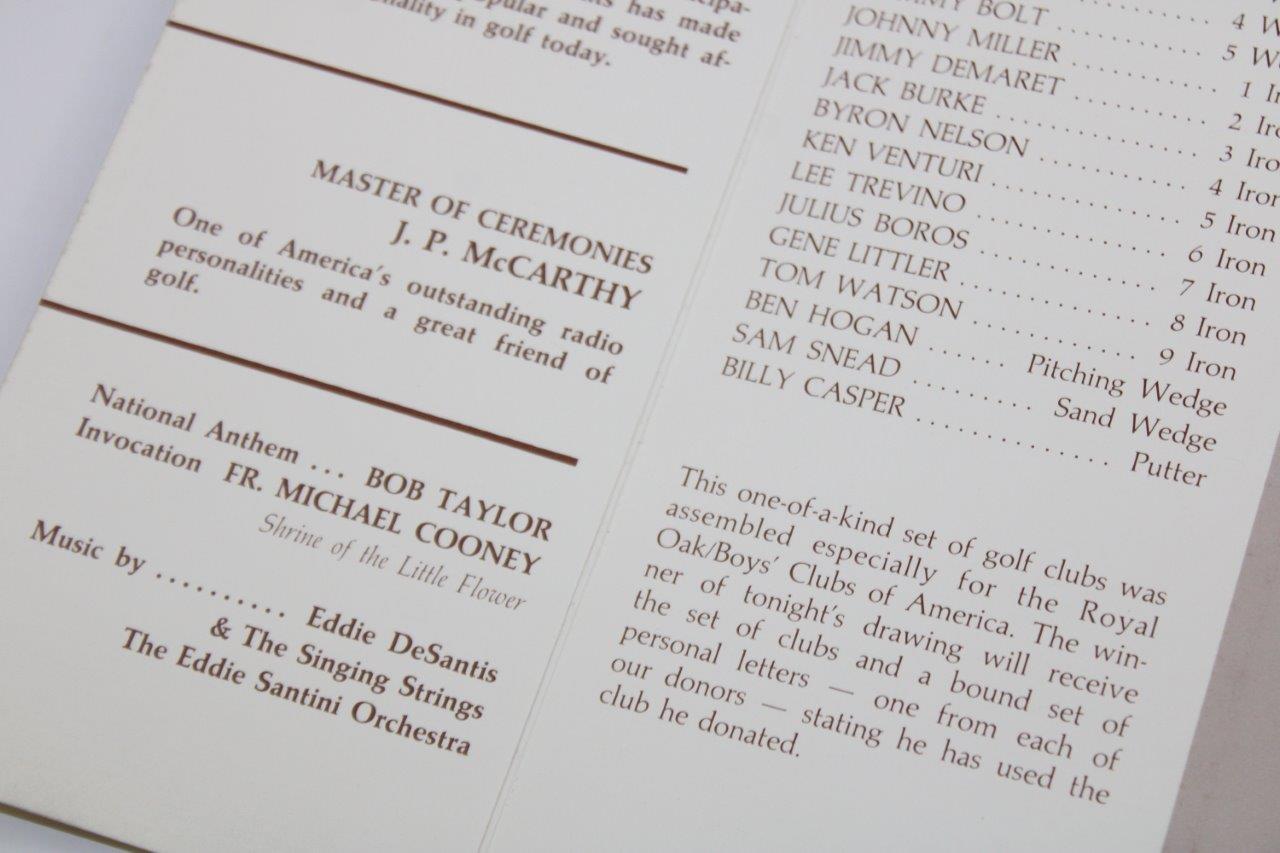 has made
pular and sought af-
nality in golf today.
MASTER OF CEREMONIES
J. P. McCARTHY
One of America's outstanding radio
personalities and a great friend of
golf.
National Anthem ... BOB TAYLOR
Invocation FR. MICHAEL COONEY
Shrine of the Little Flower
Music by .......... Eddie DeSantis
& The Singing Strings
The Eddie Santini Orchestra
4 W
MY BOLT ............ 5 W
JOHNNY MILLER ............ 1 Ir
JIMMY DEMARET ............ 2 Iro
JACK BURKE ................ 3 Iro
BYRON NELSON ............ 4 Iron
KEN VENTURI ............... 5 Iron
LEE TREVINO ............... 6 Iron
JULIUS BOROS .............. 7 Iron
GENE LITTLER .............. 8 Iron
TOM WATSON ............. 9 Iron
BEN HOGAN ...... Pitching Wedge
SAM SNEAD .......... Sand Wedge
BILLY CASPER ................ Putter
This one-of-a-kind set of golf clubs was
assembled especially for the Royal
Oak/Boys' Clubs of America. The win-
ner of tonight's drawing will receive
the set of clubs and a bound set of
personal letters — one from each of
our donors — stating he has used the
club he donated.